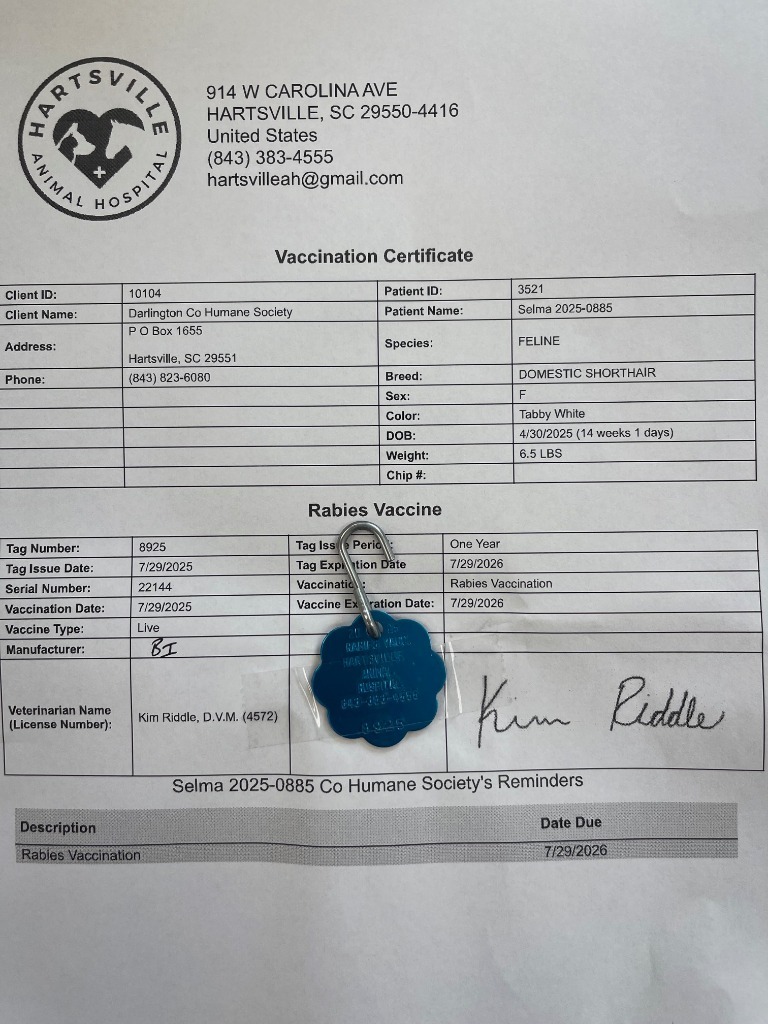 HARTSVILLE
ANIMAL HOSPITAL
914 W CAROLINA AVE
HARTSVILLE, SC 29550-4416
United States
(843) 383-4555
hartsvilleah@gmail.com
Vaccination Certificate
Client ID: 10104 Patient ID: 3521
Client Name: Darlington Co Humane Society Patient Name: Selma 2025-0885
Address: P O Box 1655
Hartsville, SC 29551 Species: FELINE
Phone: (843) 823-6080 Breed: DOMESTIC SHORTHAIR
Sex: F
Color: Tabby White
DOB: 4/30/2025 (14 weeks 1 days)
Weight: 6.5 LBS
Chip #:
Rabies Vaccine
Tag Number: 8925 Tag Period: One Year
Tag Issue Date: 7/29/2025 Tag Date 7/29/2026
Serial Number: 22144 Rabies Vaccination
Vaccination Date: 7/29/2025 Vaccine Date: 7/29/2026
Vaccine Type: Live
Manufacturer: BI
Veterinarian Name
(License Number): Kim Riddle, D.V.M. (4572) Kim Riddle
HARTSVILLE
HOSPITAL
Selma 2025-0885 Co Humane Society's Reminders
Description Date Due
Rabies Vaccination 7/29/2026